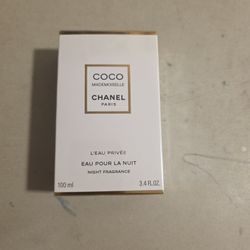 COCO
MADEMOISELLE
CHANEL
PARIS
L'EAU PRIVÉE
EAU POUR LA NUIT
NIGHT FRAGRANCE
100 ml 3.4 FL.OZ.